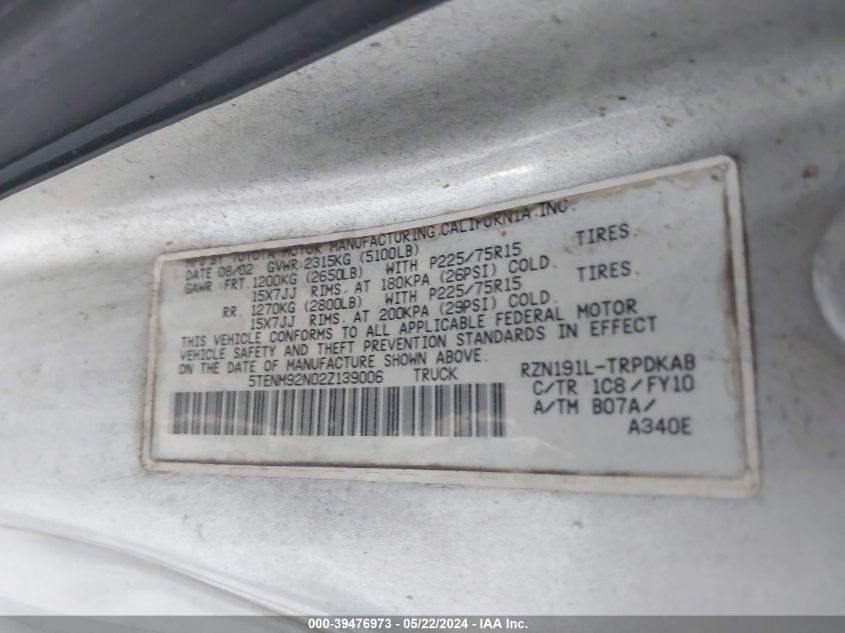 MFD BY TOYOTA MOTOR MANUFACTURING,CALIFORNIA,INC.
DATE 08/02 GVWR:2315KG (5100LB)
GAWR :FRT. 1200KG (2650LB) WITH P225/75R15 TIRES.
15X7JJ RIMS. AT 180KPA (26PSI) COLD.
RR. 1270KG (2800LB) WITH P225/75R15 TIRES.
15X7JJ RIMS. AT 200KPA (29PSI) COLD.
THIS VEHICLE CONFORMS TO ALL APPLICABLE FEDERAL MOTOR
VEHICLE SAFETY AND THEFT PREVENTION STANDARDS IN EFFECT
ON THE DATE OF MANUFACTURE SHOWN ABOVE.
5TENM92N02Z139006 TRUCK RZN191L-TRPDKAB
C/TR 1C8/FY10
A/TM B07A/
A340E
000-39476973 - 05/22/2024 - IAA Inc.